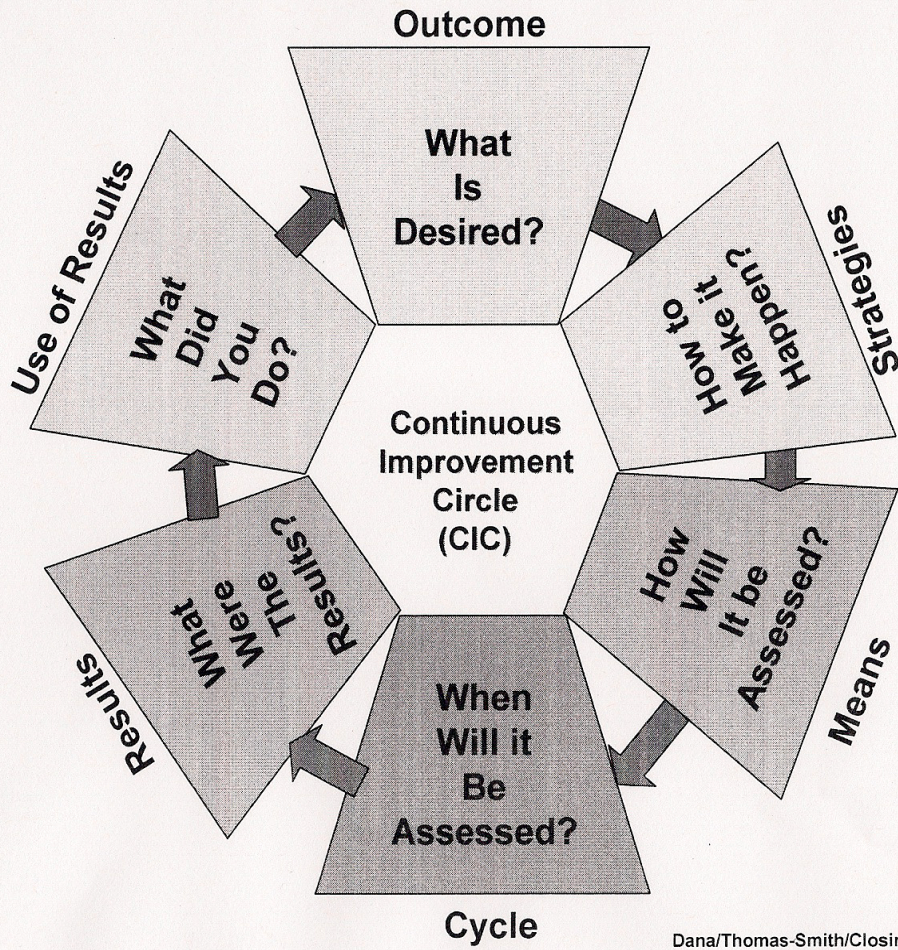 Outcome
What
Is
Desired?
Strategies
How to
Make it
Happen?
How
Will
It be
Assessed?
Means
When
Will it
Be
Assessed?
Cycle
Results
What
Were
The
Results?
Use of Results
What
Did
You
Do?
Continuous
Improvement
Circle
(CIC)
Dana/Thomas-Smith/Closin